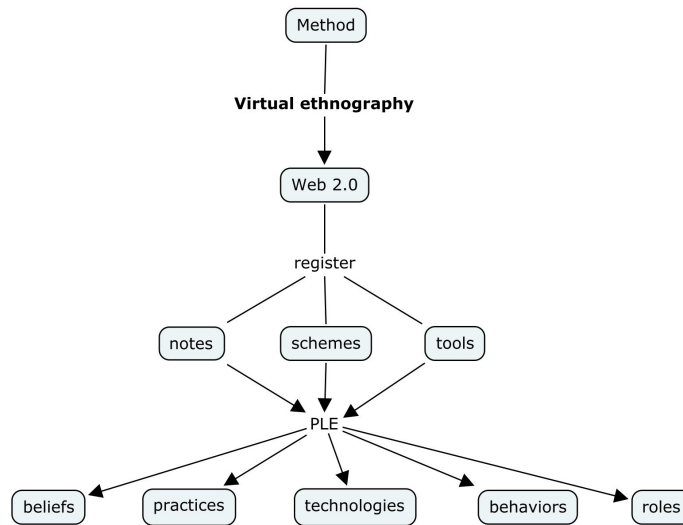 Method
Virtual ethnography
Web 2.0
register
notes schemes tools
PLE
beliefs practices technologies behaviors roles